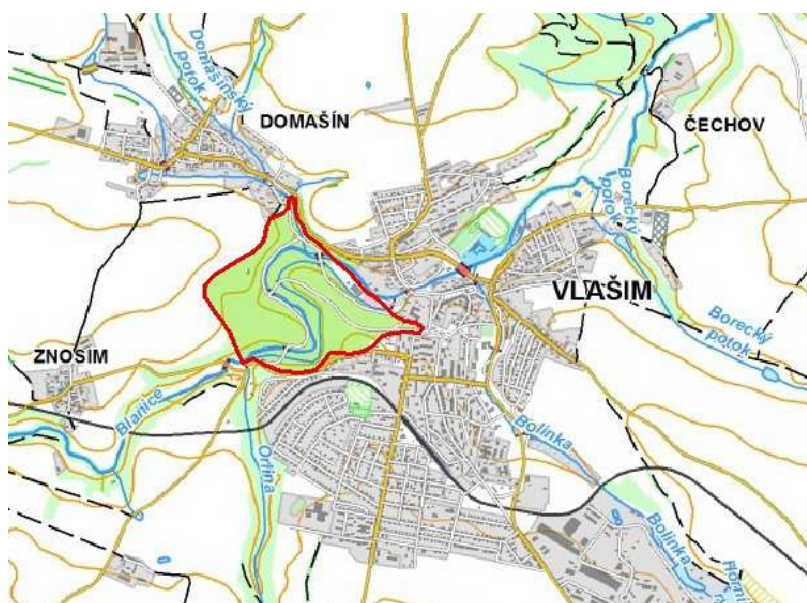 Domašínský
potok
DOMAŠÍN
ČECHOV
Borecký
potok
VLAŠIM
Borecký
potok
ZNOSIM
Blanice
Orlina
Bolinka
Bolinka